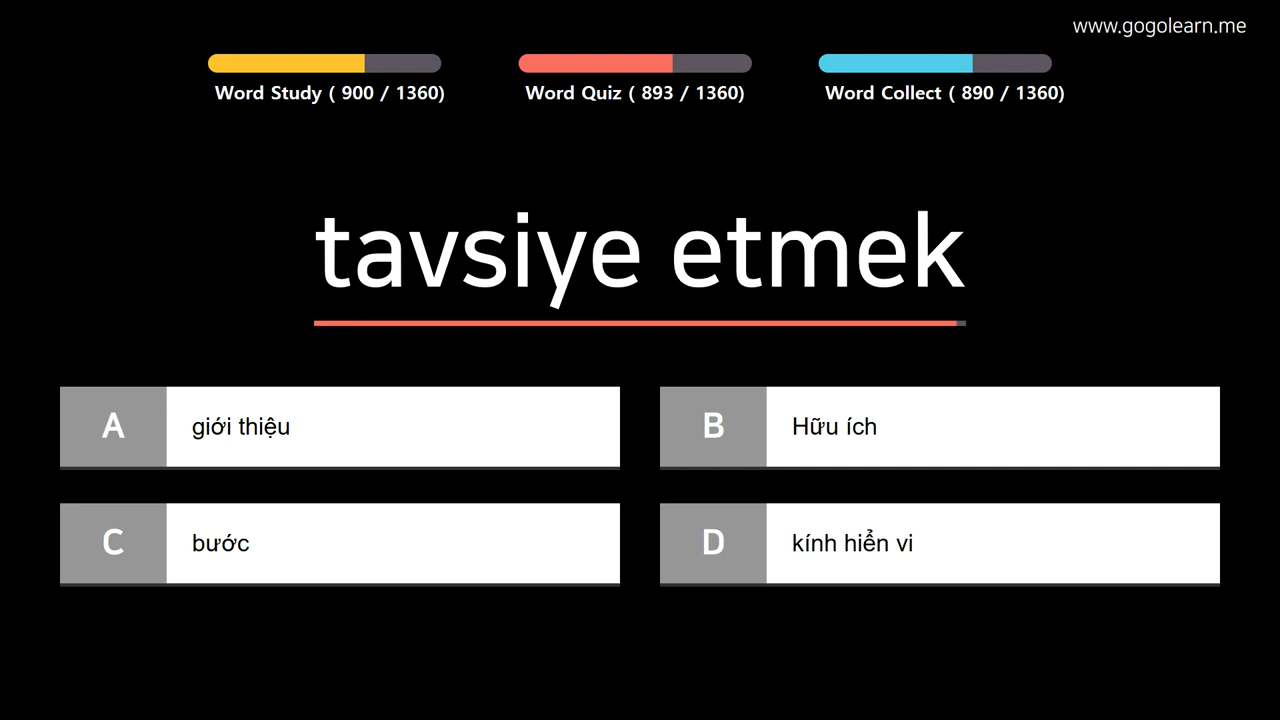 www.gogolearn.me
Word Study ( 900 / 1360)
Word Quiz ( 893 / 1360)
Word Collect ( 890 / 1360)
tavsiye etmek
A
giới thiệu
B
Hữu ích
C
bước
D
kính hiển vi